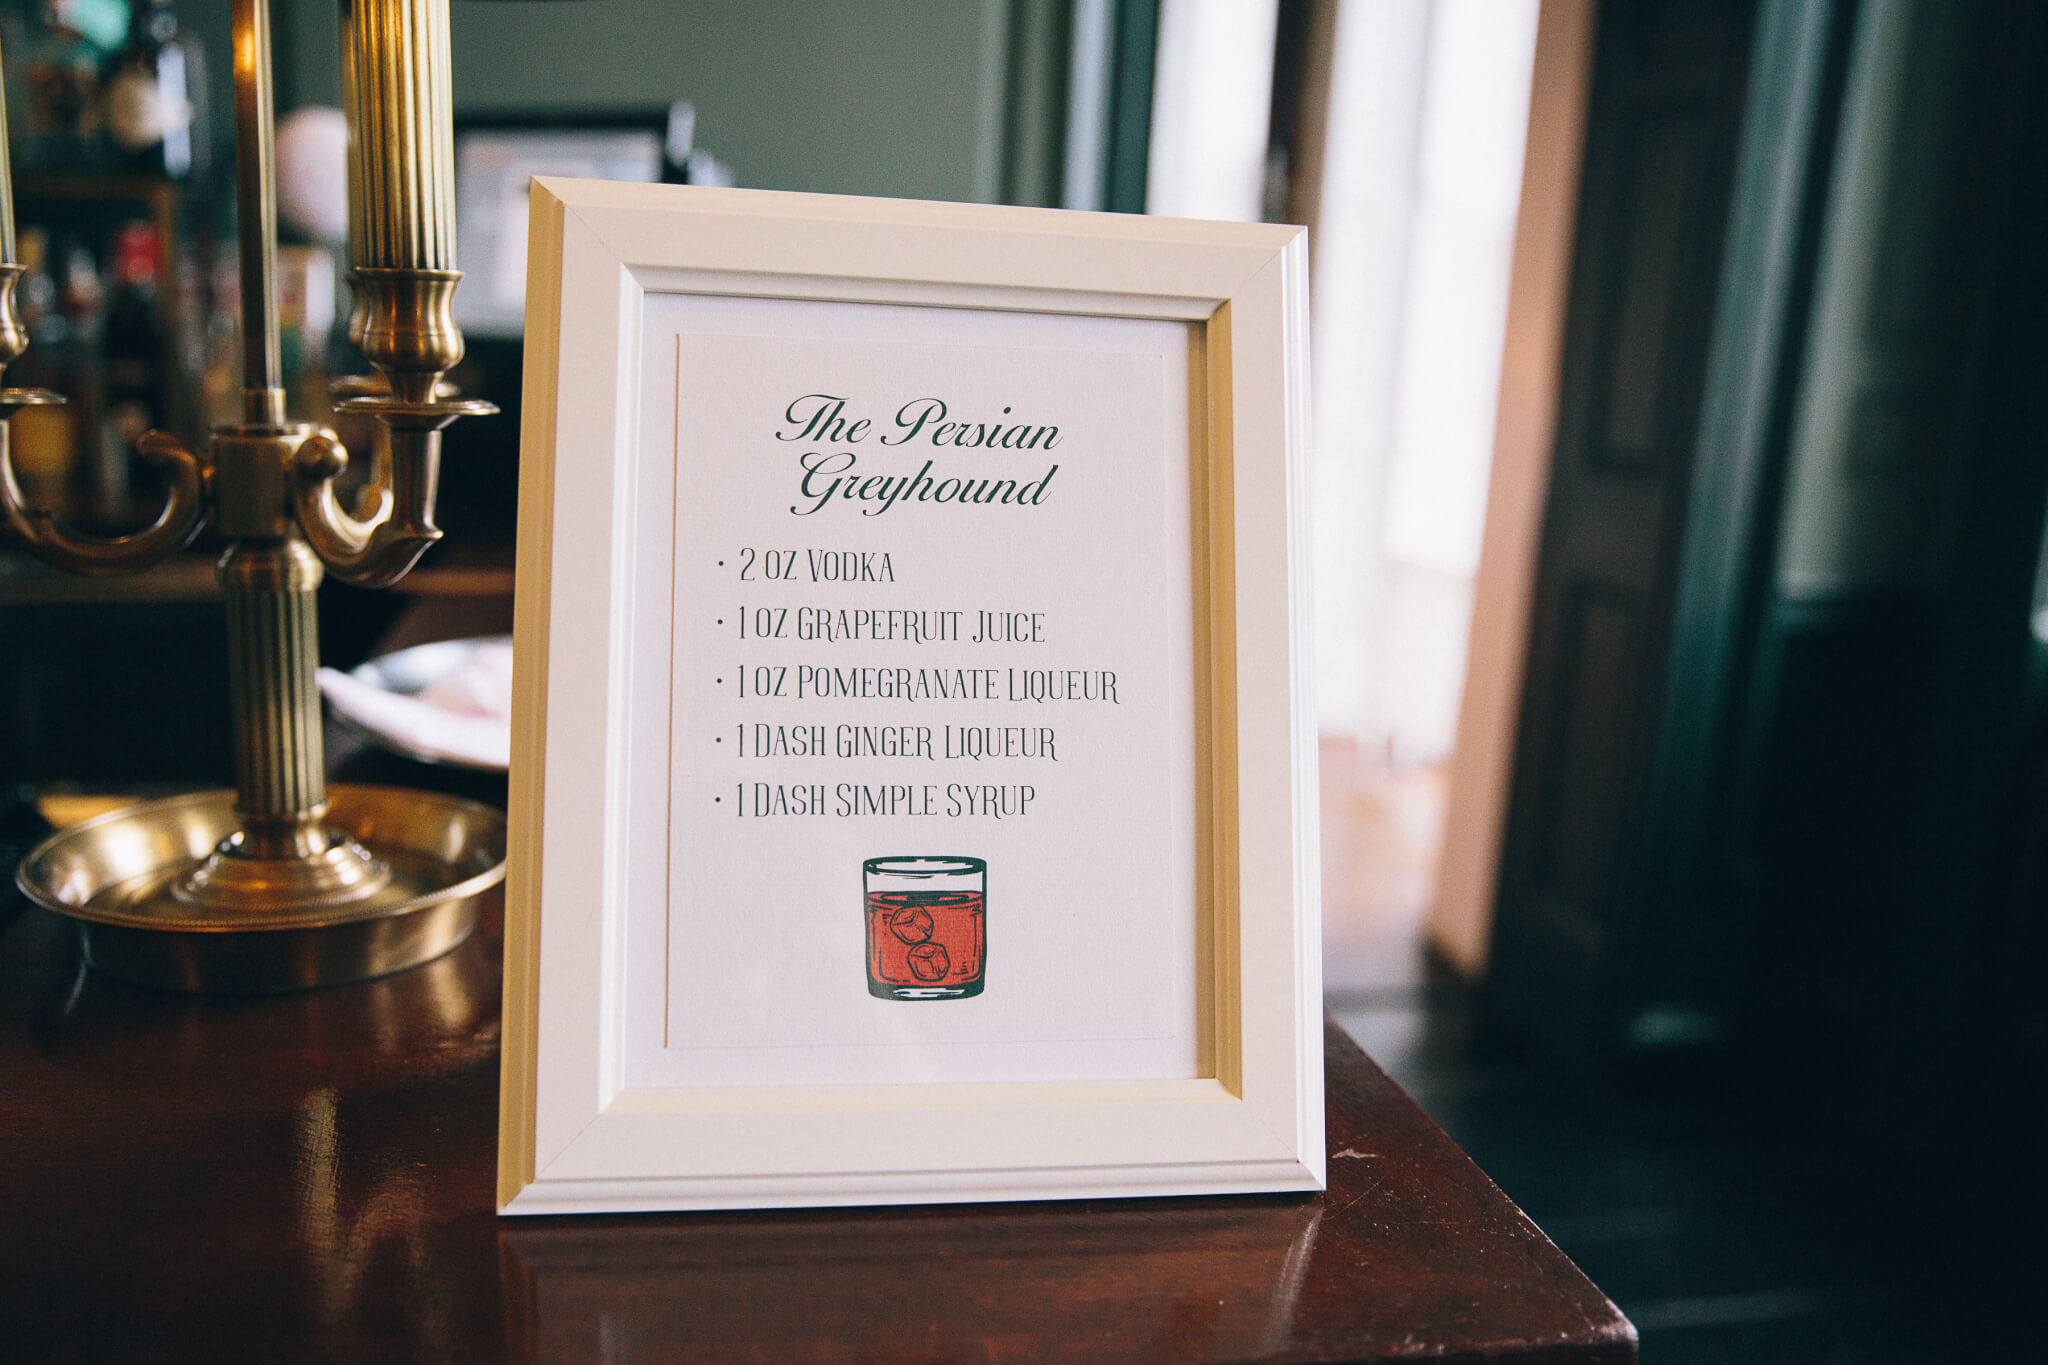 The Persian
Greyhound
• 2 oz Vodka
• 1 oz Grapefruit Juice
• 1 oz Pomegranate Liqueur
• 1 Dash Ginger Liqueur
• 1 Dash Simple Syrup